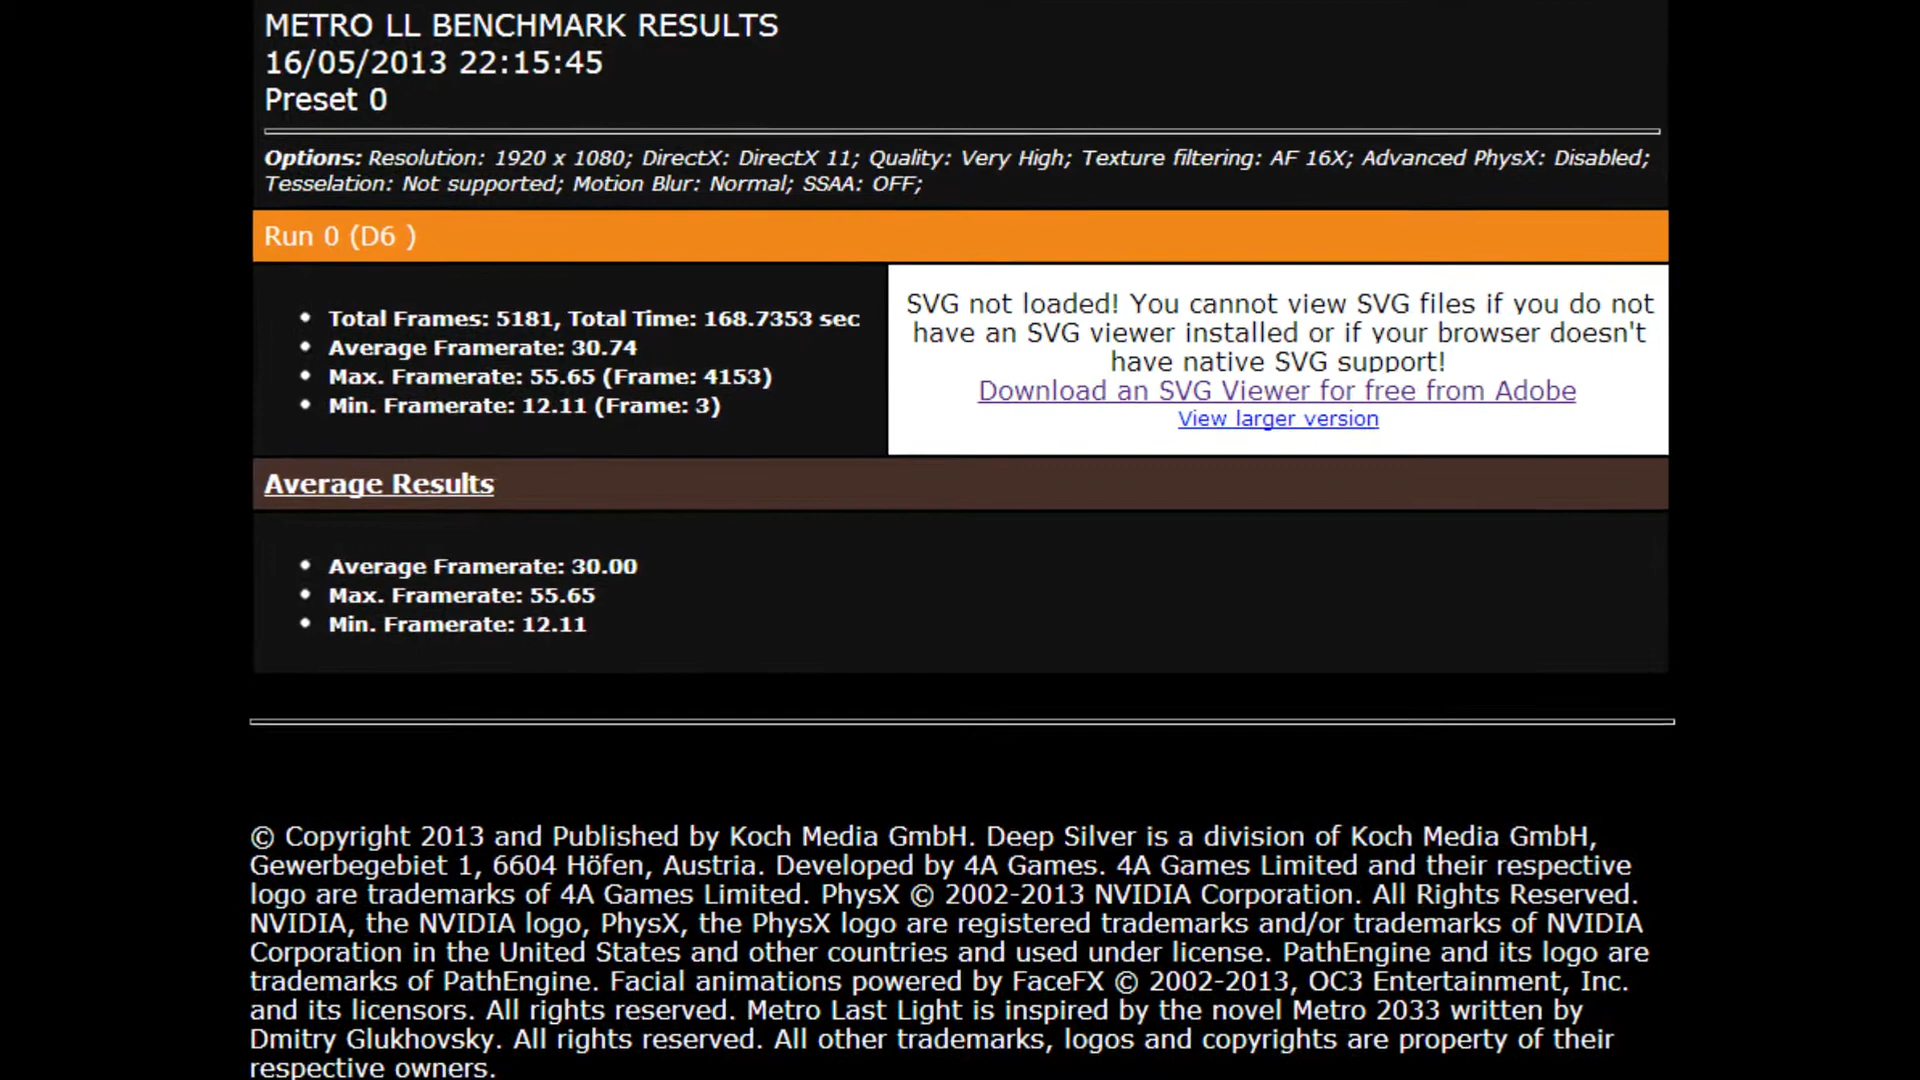 METRO LL BENCHMARK RESULTS
16/05/2013 22:15:45
Preset 0
Options: Resolution: 1920 x 1080; DirectX: DirectX 11; Quality: Very High; Texture filtering: AF 16X; Advanced PhysX: Disabled;
Tesselation: Not supported; Motion Blur: Normal; SSAA: OFF;
Run 0 (D6 )
Total Frames: 5181, Total Time: 168.7353 sec
Average Framerate: 30.74
Max. Framerate: 55.65 (Frame: 4153)
Min. Framerate: 12.11 (Frame: 3)
SVG not loaded! You cannot view SVG files if you do not
have an SVG viewer installed or if your browser doesn't
have native SVG support!
Download an SVG Viewer for free from Adobe
View larger version
Average Results
Average Framerate: 30.00
Max. Framerate: 55.65
Min. Framerate: 12.11
© Copyright 2013 and Published by Koch Media GmbH. Deep Silver is a division of Koch Media GmbH,
Gewerbegebiet 1, 6604 Höfen, Austria. Developed by 4A Games. 4A Games Limited and their respective
logo are trademarks of 4A Games Limited. PhysX © 2002-2013 NVIDIA Corporation. All Rights Reserved.
NVIDIA, the NVIDIA logo, PhysX, the PhysX logo are registered trademarks and/or trademarks of NVIDIA
Corporation in the United States and other countries and used under license. PathEngine and its logo are
trademarks of PathEngine. Facial animations powered by FaceFX © 2002-2013, OC3 Entertainment, Inc.
and its licensors. All rights reserved. Metro Last Light is inspired by the novel Metro 2033 written by
Dmitry Glukhovsky. All rights reserved. All other trademarks, logos and copyrights are property of their
respective owners.